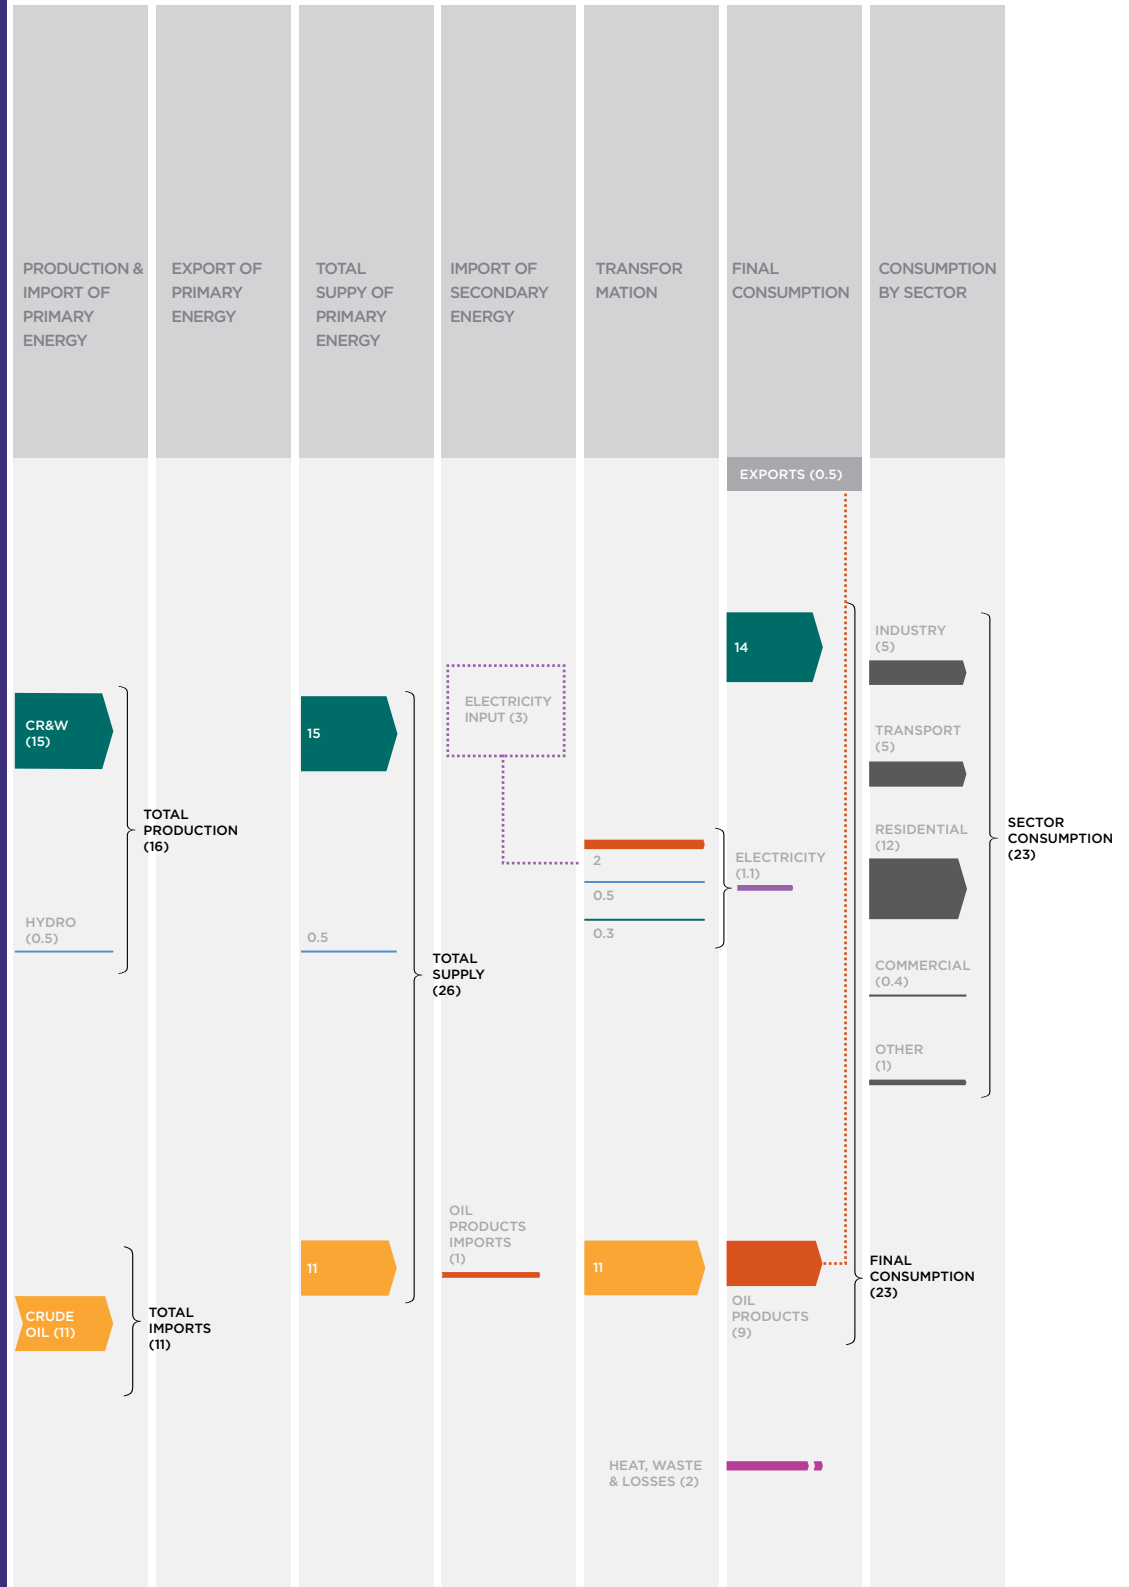 PRODUCTION &
IMPORT OF
PRIMARY
ENERGY
EXPORT OF
PRIMARY
ENERGY
TOTAL
SUPPY OF
PRIMARY
ENERGY
IMPORT OF
SECONDARY
ENERGY
TRANSFOR
MATION
FINAL
CONSUMPTION
CONSUMPTION
BY SECTOR
EXPORTS (0.5)
CR&W
(15)
HYDRO
(0.5)
TOTAL
PRODUCTION
(16)
CRUDE
OIL (11)
TOTAL
IMPORTS
(11)
15
0.5
11
TOTAL
SUPPLY
(26)
ELECTRICITY
INPUT (3)
OIL
PRODUCTS
IMPORTS
(1)
2
0.5
0.3
11
HEAT, WASTE
& LOSSES (2)
14
ELECTRICITY
(1.1)
OIL
PRODUCTS
(9)
FINAL
CONSUMPTION
(23)
INDUSTRY
(5)
TRANSPORT
(5)
RESIDENTIAL
(12)
COMMERCIAL
(0.4)
OTHER
(1)
SECTOR
CONSUMPTION
(23)